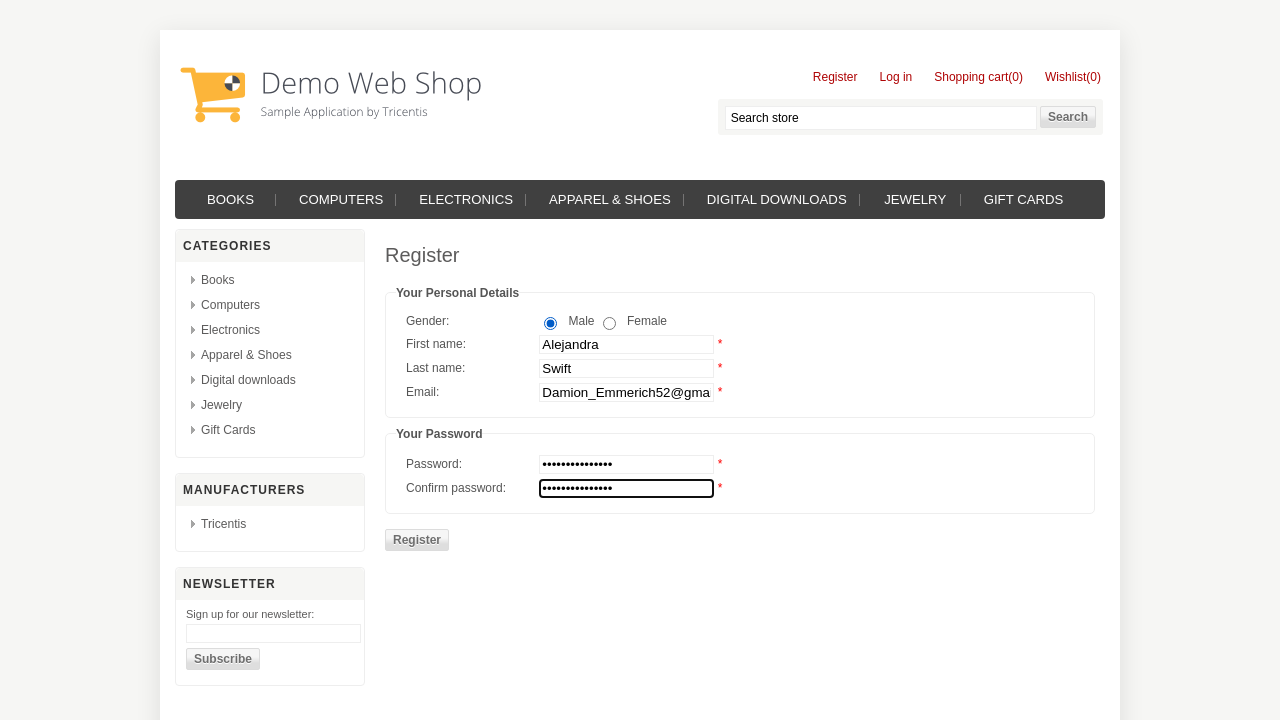 Demo Web Shop
Sample Application by Tricentis
Register Log in Shopping cart(0) Wishlist(0)
Search store Search
BOOKS COMPUTERS ELECTRONICS APPAREL & SHOES DIGITAL DOWNLOADS JEWELRY GIFT CARDS
CATEGORIES
Books
Computers
Electronics
Apparel & Shoes
Digital downloads
Jewelry
Gift Cards
MANUFACTURERS
Tricentis
NEWSLETTER
Sign up for our newsletter:
Subscribe
Register
Your Personal Details
Gender: Male Female
First name: Alejandra *
Last name: Swift *
Email: Damion_Emmerich52@gma *
Your Password
Password: ••••••••••••••• *
Confirm password: ••••••••••••••• *
Register